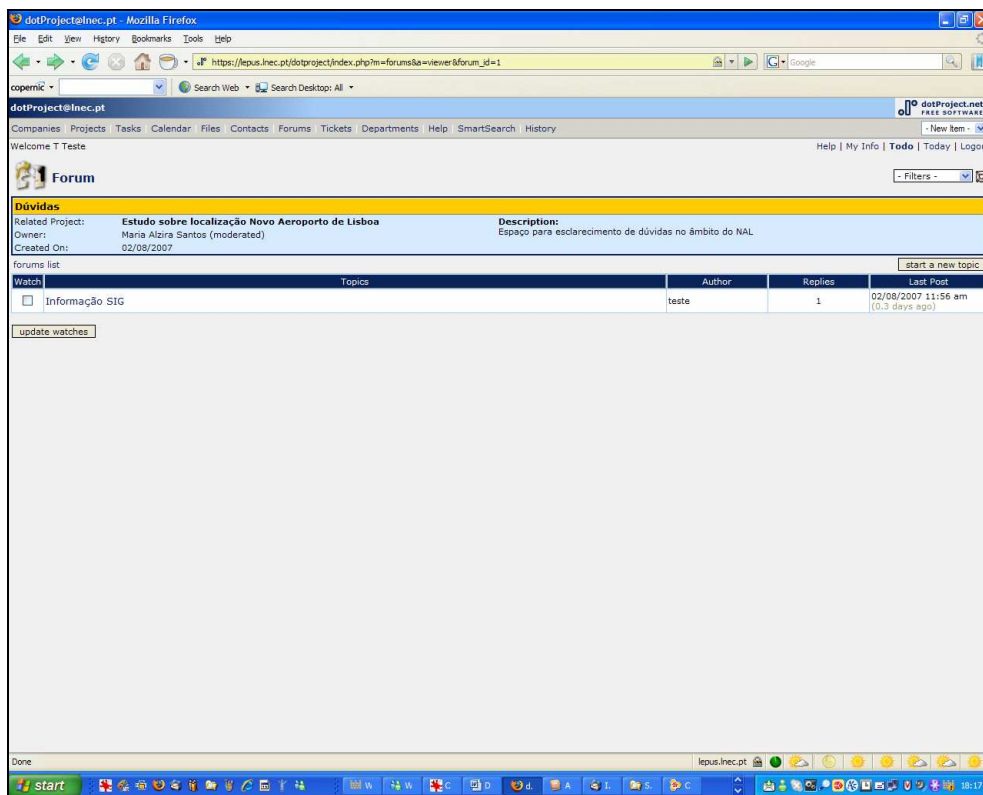 dotProject@lnec.pt - Mozilla Firefox
File Edit View History Bookmarks Tools Help
https://lepus.lnec.pt/dotproject/index.php?m=forums&a=viewer&forum_id=1
Google
copernic
Search Web
Search Desktop: All
dotProject@lnec.pt
dotProject.net
FREE SOFTWARE
Companies Projects Tasks Calendar Files Contacts Forums Tickets Departments Help SmartSearch History
- New Item -
Welcome T Teste
Help | My Info | Todo | Today | Logou
Forum
- Filters -
Dúvidas
Related Project: Estudo sobre localização Novo Aeroporto de Lisboa
Description:
Owner: Maria Alzira Santos (moderated)
Espaço para esclarecimento de dúvidas no âmbito do NAL
Created On: 02/08/2007
forums list
start a new topic
Watch Topics Author Replies Last Post
Informação SIG teste 1 02/08/2007 11:56 am
(0.3 days ago)
update watches
Done
lepus.lnec.pt
start
W W C D d. A I. S. C
18:17